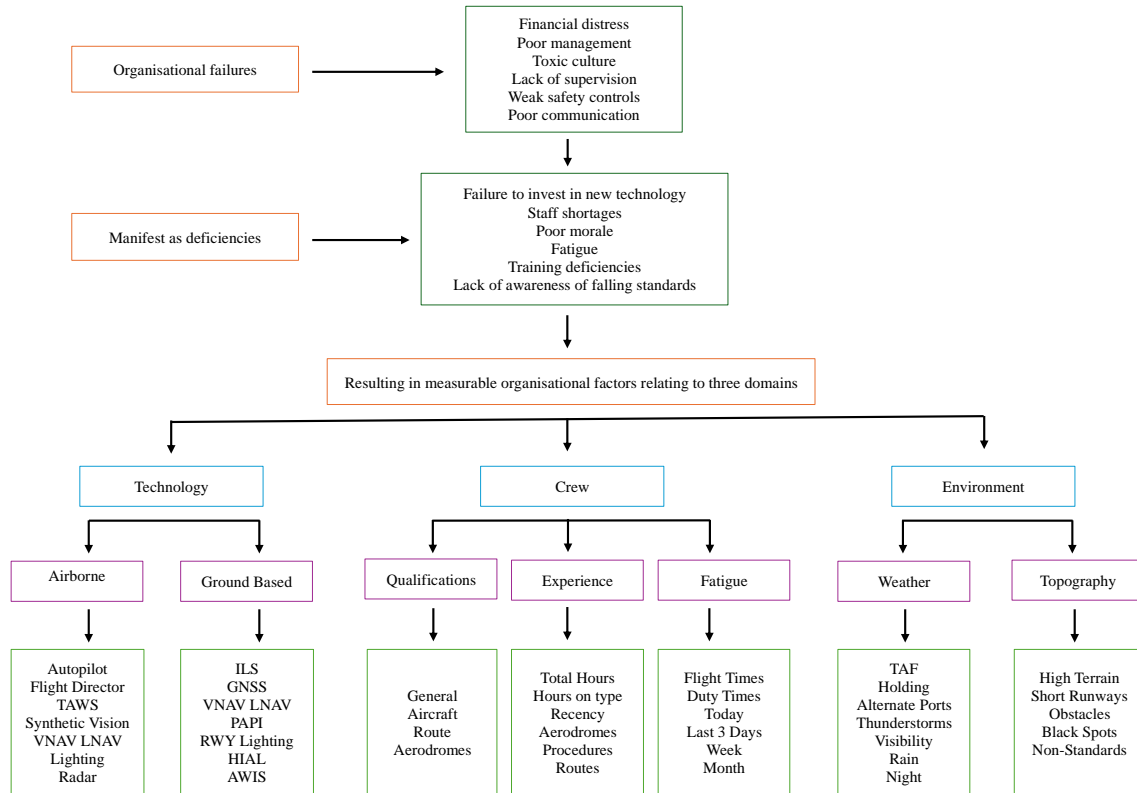 Organisational failures
Financial distress
Poor management
Toxic culture
Lack of supervision
Weak safety controls
Poor communication
Manifest as deficiencies
Failure to invest in new technology
Staff shortages
Poor morale
Fatigue
Training deficiencies
Lack of awareness of falling standards
Resulting in measurable organisational factors relating to three domains
Technology
Crew
Environment
Airborne
Ground Based
Qualifications
Experience
Fatigue
Weather
Topography
Autopilot
Flight Director
TAWS
Synthetic Vision
VNAV LNAV
Lighting
Radar
ILS
GNSS
VNAV LNAV
PAPI
RWY Lighting
HIAL
AWIS
General
Aircraft
Route
Aerodromes
Total Hours
Hours on type
Recency
Aerodromes
Procedures
Routes
Flight Times
Duty Times
Today
Last 3 Days
Week
Month
TAF
Holding
Alternate Ports
Thunderstorms
Visibility
Rain
Night
High Terrain
Short Runways
Obstacles
Black Spots
Non-Standards